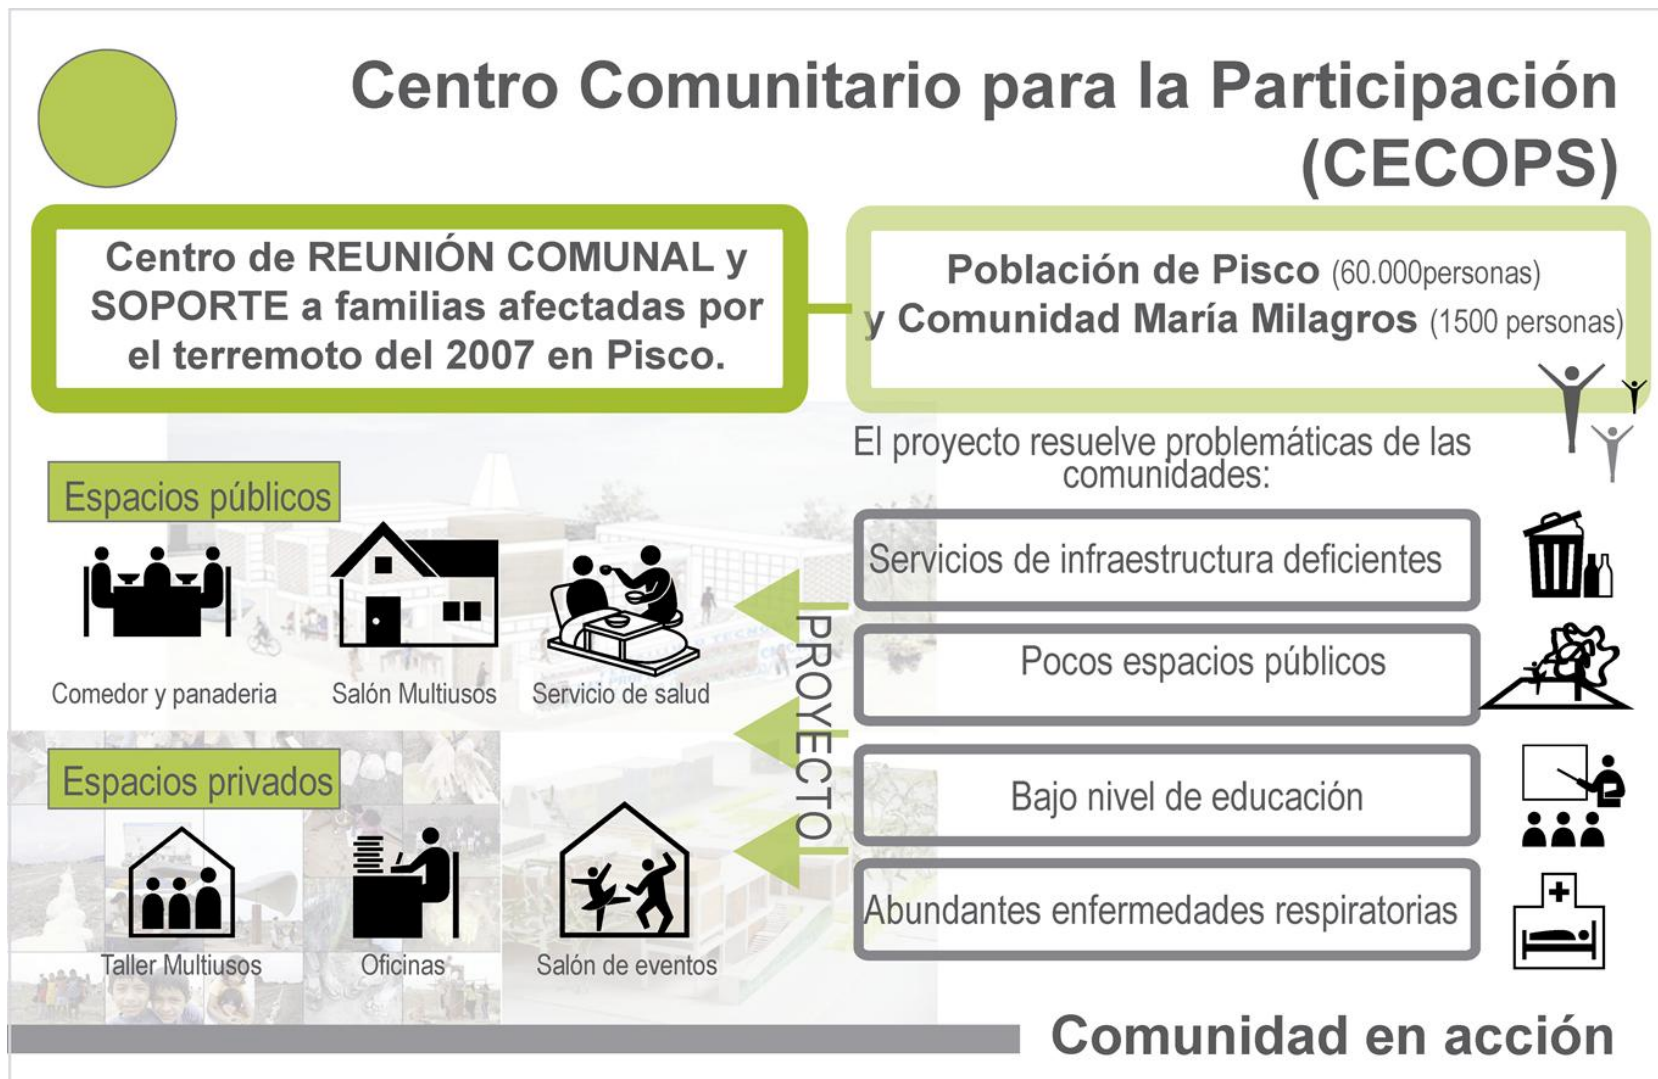 Centro Comunitario para la Participación
(CECOPS)
Centro de REUNIÓN COMUNAL y
SOPORTE a familias afectadas por
el terremoto del 2007 en Pisco.
Población de Pisco (60.000personas)
y Comunidad María Milagros (1500 personas)
El proyecto resuelve problemáticas de las
comunidades:
Espacios públicos
Comedor y panaderia
Salón Multiusos
Servicio de salud
Espacios privados
Taller Multiusos
Oficinas
Salón de eventos
PROYECTO
Servicios de infraestructura deficientes
Pocos espacios públicos
Bajo nivel de educación
Abundantes enfermedades respiratorias
Comunidad en acción